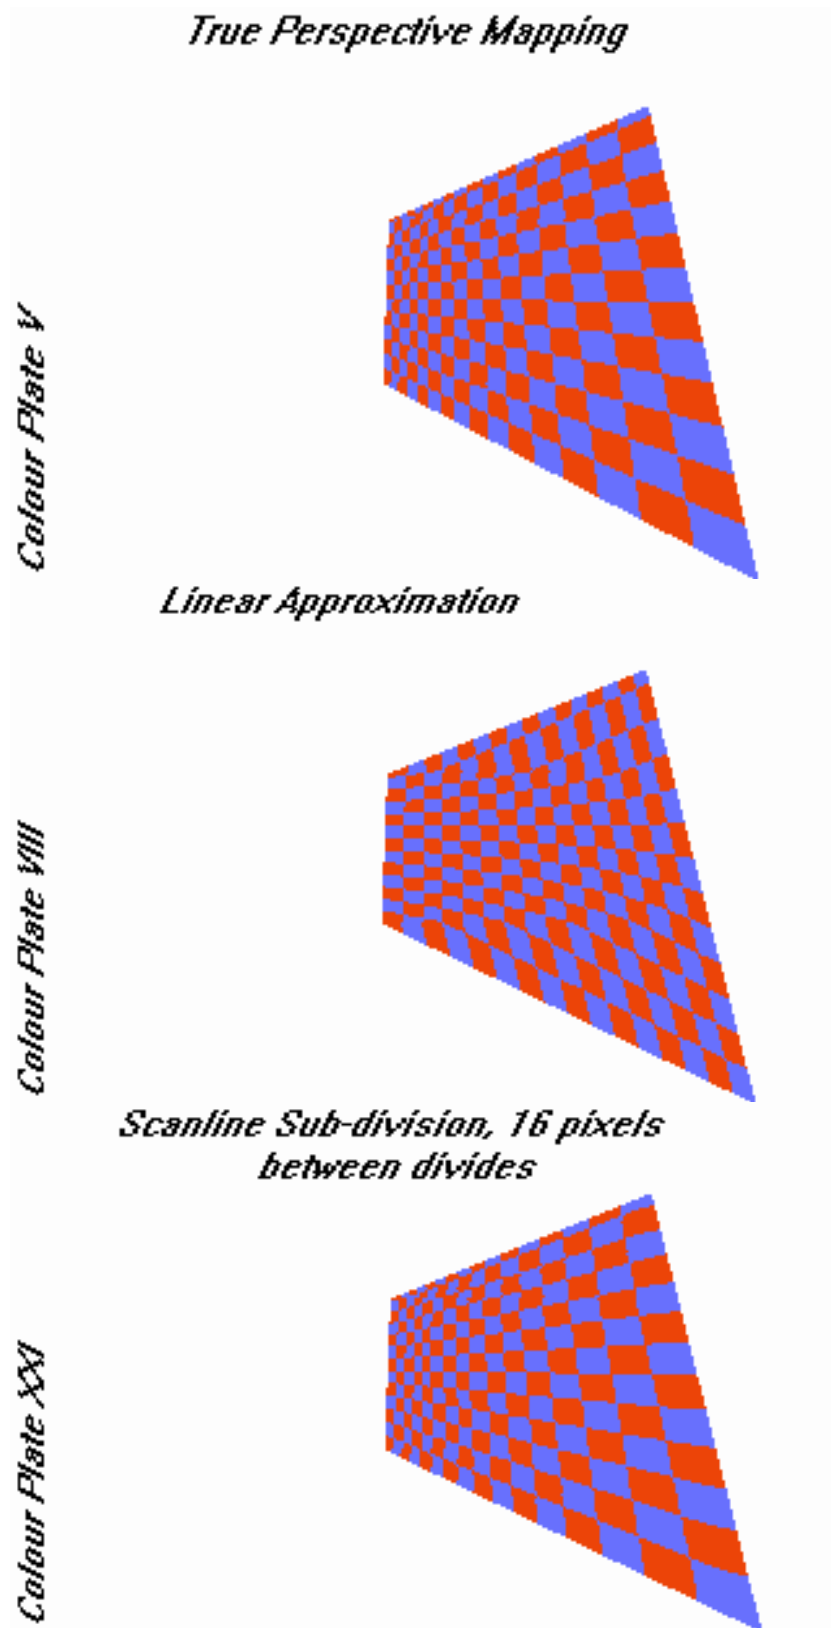 True Perspective Mapping
Colour Plate V
Linear Approximation
Colour Plate VIII
Scanline Sub-division, 16 pixels
between divides
Colour Plate XXI